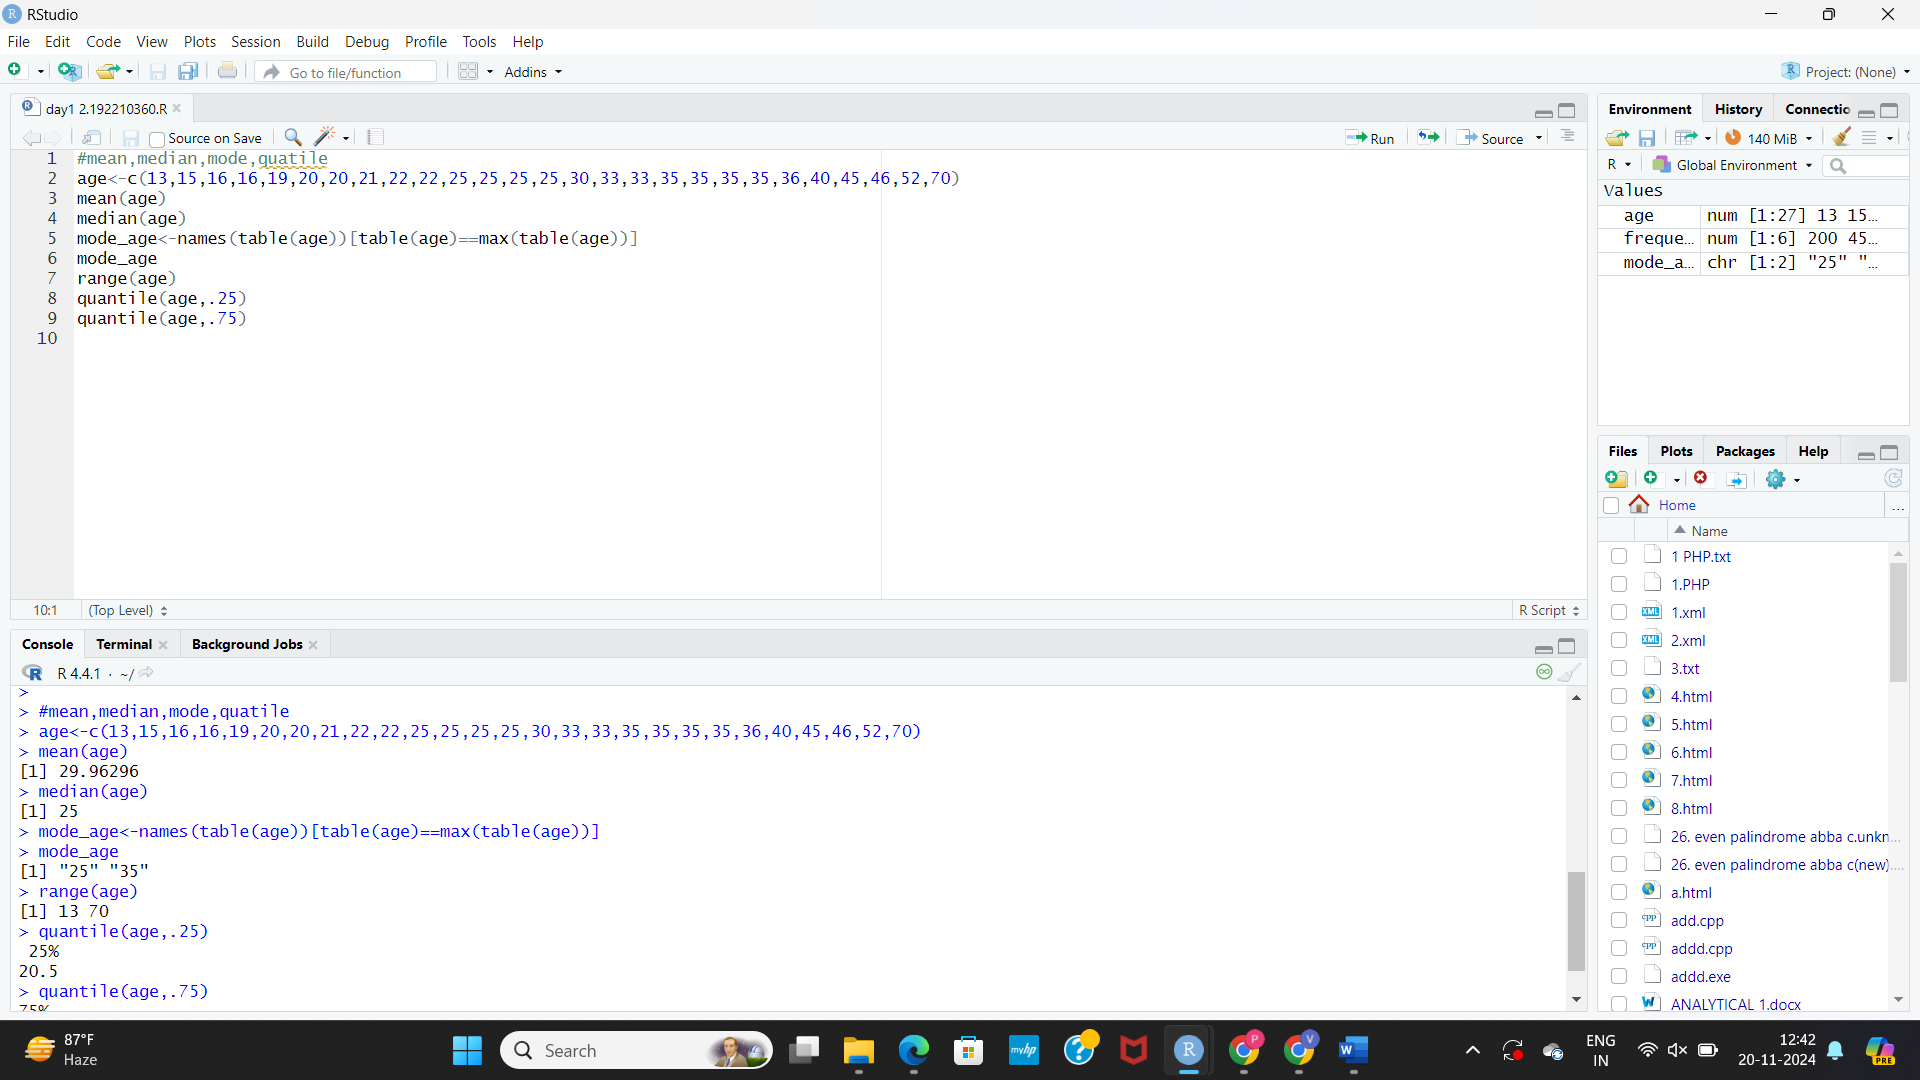 RStudio
File Edit Code View Plots Session Build Debug Profile Tools Help
Go to file/function Addins Project: (None)
day1 2.192210360.R
Source on Save Run Source
1 #mean,median,mode,quatile
2 age<-c(13,15,16,16,19,20,20,21,22,22,25,25,25,25,30,33,33,35,35,35,35,36,40,45,46,52,70)
3 mean(age)
4 median(age)
5 mode_age<-names(table(age))[table(age)==max(table(age))]
6 mode_age
7 range(age)
8 quantile(age,.25)
9 quantile(age,.75)
10
10:1 (Top Level) R Script
Console Terminal Background Jobs
R 4.4.1 · ~/
>
> #mean,median,mode,quatile
> age<-c(13,15,16,16,19,20,20,21,22,22,25,25,25,25,30,33,33,35,35,35,35,36,40,45,46,52,70)
> mean(age)
[1] 29.96296
> median(age)
[1] 25
> mode_age<-names(table(age))[table(age)==max(table(age))]
> mode_age
[1] "25" "35"
> range(age)
[1] 13 70
> quantile(age,.25)
25%
20.5
> quantile(age,.75)
75%
Environment History Connectio
140 MiB
R Global Environment
Values
age num [1:27] 13 15…
freque… num [1:6] 200 45…
mode_a… chr [1:2] "25" "…
Files Plots Packages Help
Home ...
Name
1 PHP.txt
1.PHP
1.xml
2.xml
3.txt
4.html
5.html
6.html
7.html
8.html
26. even palindrome abba c.unkn...
26. even palindrome abba c(new)....
a.html
add.cpp
addd.cpp
addd.exe
ANALYTICAL 1.docx
87°F
Haze
Search
myhp
ENG
IN
12:42
20-11-2024
PRE